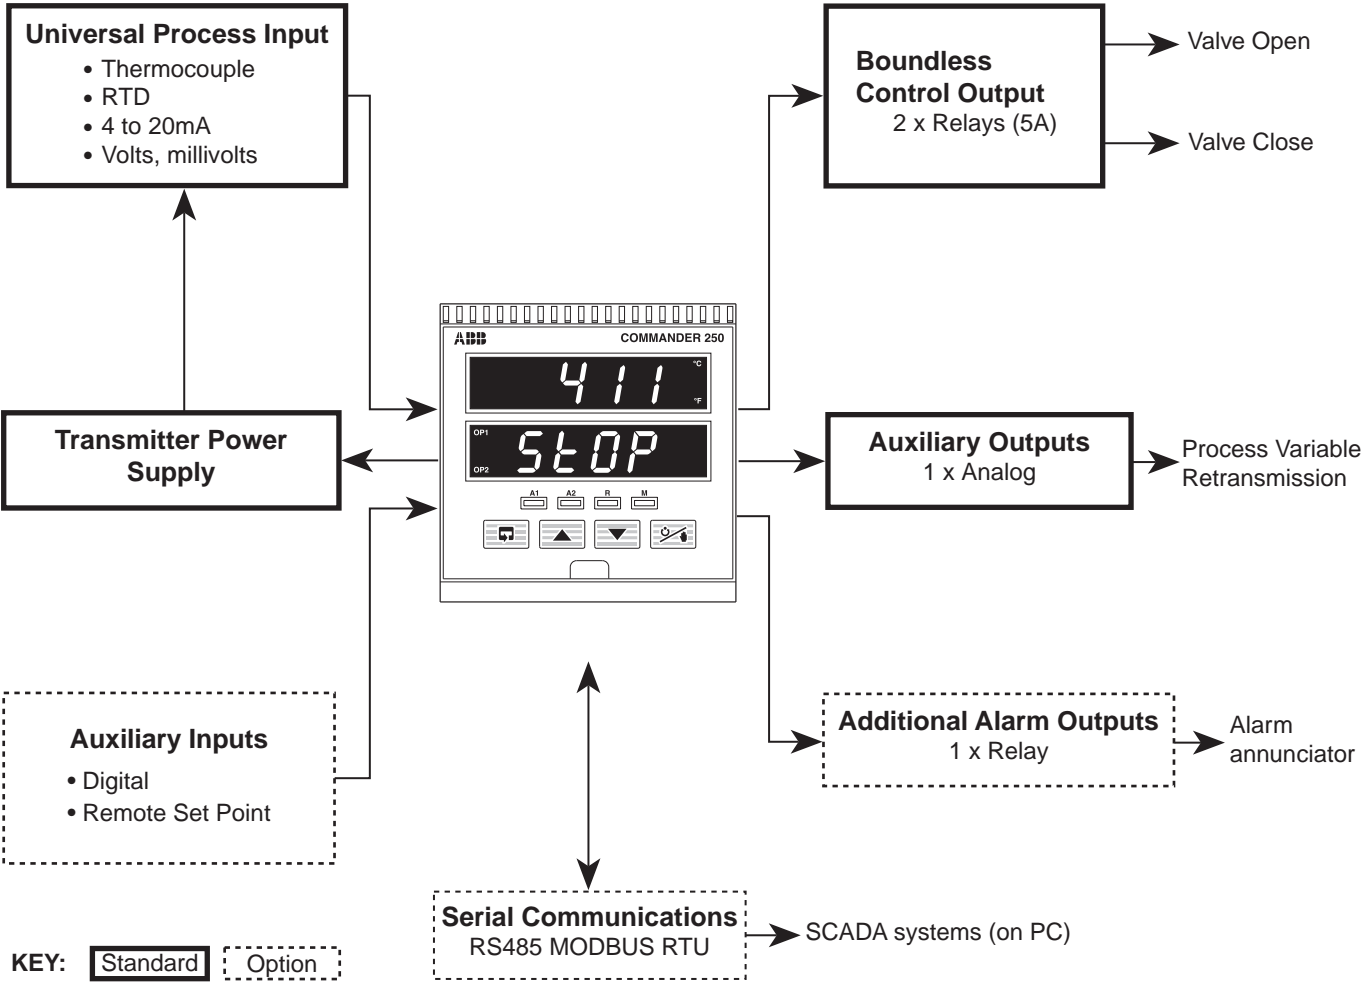 Universal Process Input
• Thermocouple
• RTD
• 4 to 20mA
• Volts, millivolts
Boundless
Control Output
2 x Relays (5A)
Valve Open
Valve Close
ABB
COMMANDER 250
411
°C
°F
OP1
OP2
StOP
A1
A2
R
M
Transmitter Power
Supply
Auxiliary Outputs
1 x Analog
Process Variable
Retransmission
Auxiliary Inputs
• Digital
• Remote Set Point
Additional Alarm Outputs
1 x Relay
Alarm
annunciator
Serial Communications
RS485 MODBUS RTU
SCADA systems (on PC)
KEY: Standard Option